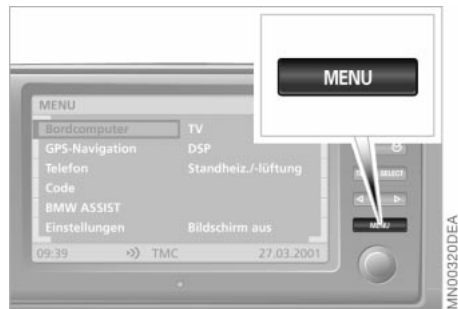 MENU
MENU
Bordcomputer TV
GPS-Navigation DSP
Telefon Standheiz./-lüftung
Code
BMW ASSIST
Einstellungen Bildschirm aus
09:39 TMC 27.03.2001
SELECT
MENU
MN00320DEA